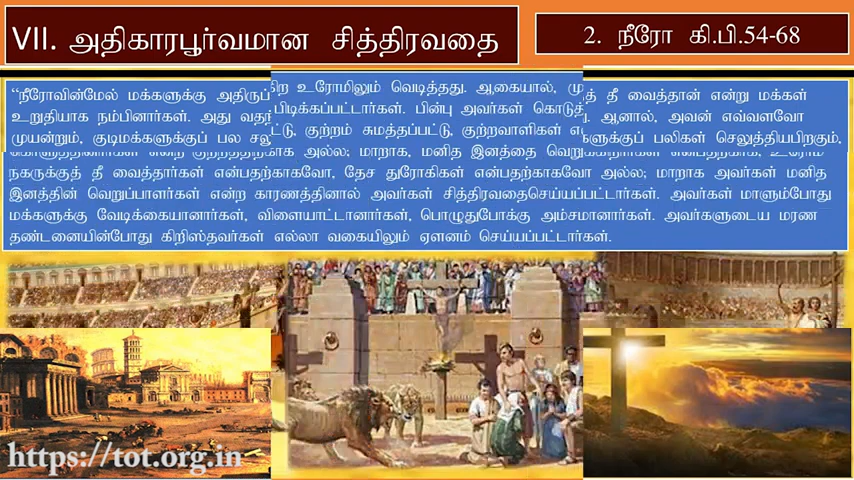 VII. அதிகாரபூர்வமான சித்திரவதை
2. நீரோ கி.பி.54-68
“நீரோவின்மேல் மக்களுக்கு அதிருப்
கிற உரோமிலும் வெடித்தது. ஆகையால், மு
த் தீ வைத்தான் என்று மக்கள்
உறுதியாக நம்பினார்கள். அது வதந்
பிடிக்கப்பட்டார்கள். பின்பு அவர்கள் கொடுத்
ஆனால், அவன் எவ்வளவோ
முயன்றும், குடிமக்களுக்குப் பல சலு
ட்டு, குற்றம் சுமத்தப்பட்டு, குற்றவாளிகள் எ
களுக்குப் பலிகள் செலுத்தியபிறகும்,
அல்ல; மாறாக, மனித இனத்தை
நகருக்குத் தீ வைத்தார்கள் என்பதற்காகவோ, தேச துரோகிகள் என்பதற்காகவோ அல்ல; மாறாக அவர்கள் மனித
இனத்தின் வெறுப்பாளர்கள் என்ற காரணத்தினால் அவர்கள் சித்திரவதைசெய்யப்பட்டார்கள். அவர்கள் மாளும்போது
மக்களுக்கு வேடிக்கையானார்கள், விளையாட்டானார்கள், பொழுதுபோக்கு அம்சமானார்கள். அவர்களுடைய மரண
தண்டனையின்போது கிறிஸ்தவர்கள் எல்லா வகையிலும் ஏளனம் செய்யப்பட்டார்கள்.
https://tot.org.in